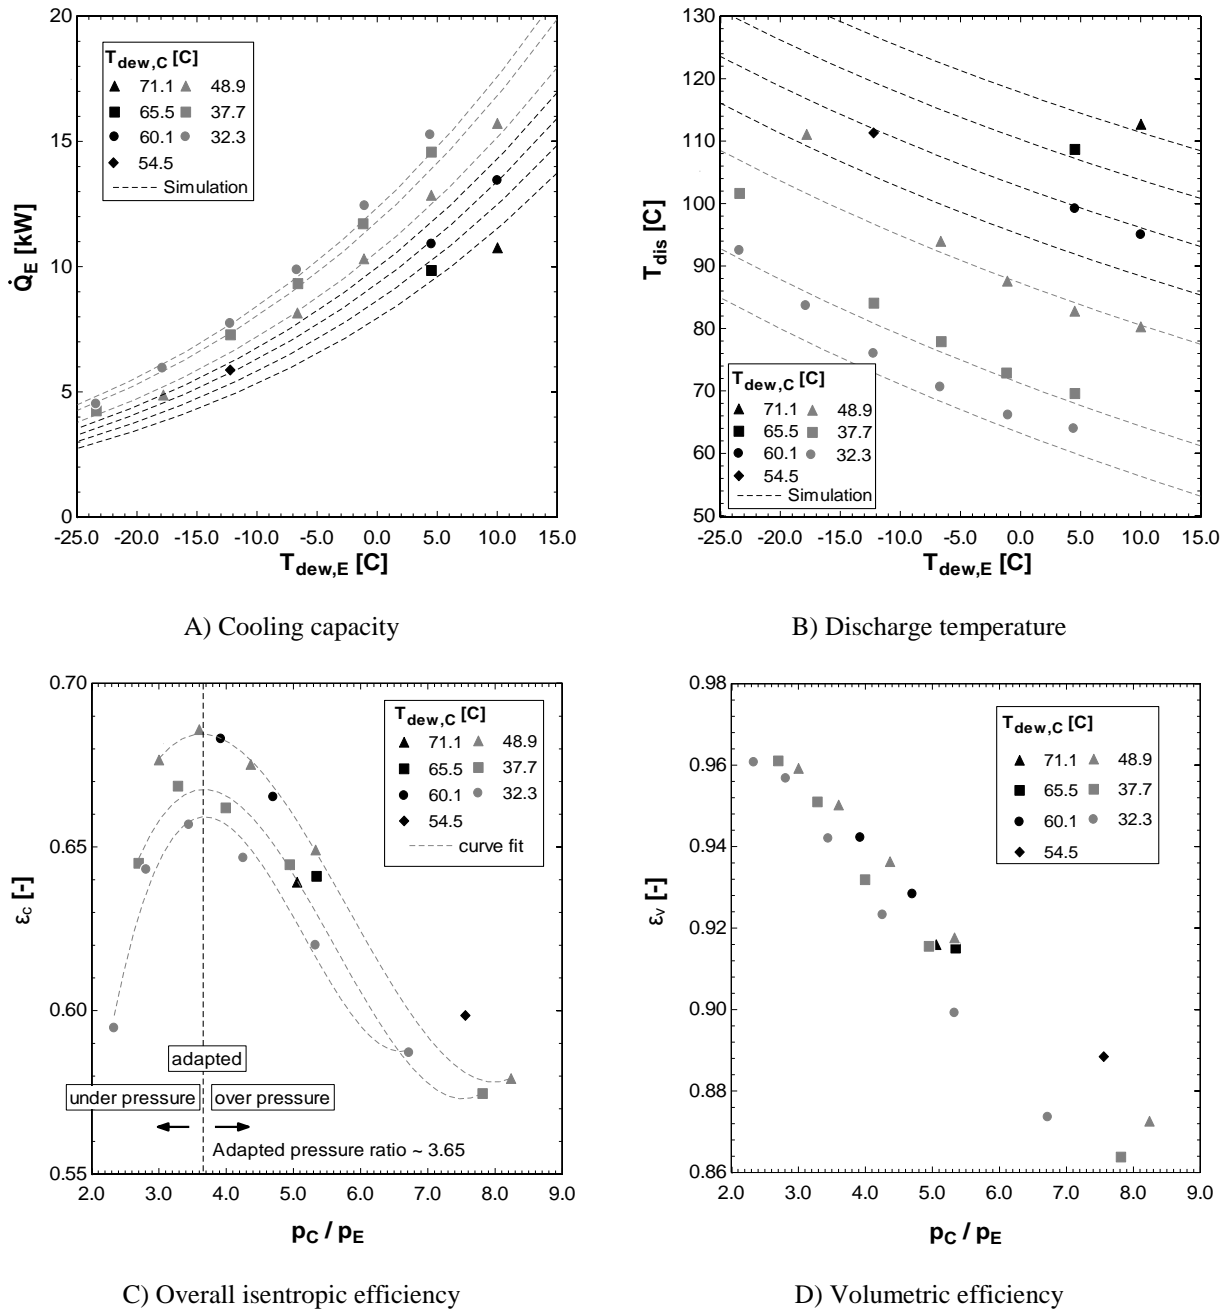 20
15
10
5
0
Q̇E [kW]
Tdew,C [C]
71.1 48.9
65.5 37.7
60.1 32.3
54.5
Simulation
-25.0 -20.0 -15.0 -10.0 -5.0 0.0 5.0 10.0 15.0
Tdew,E [C]
A) Cooling capacity
130
120
110
100
90
80
70
60
50
Tdis [C]
Tdew,C [C]
71.1 48.9
65.5 37.7
60.1 32.3
54.5
Simulation
-25.0 -20.0 -15.0 -10.0 -5.0 0.0 5.0 10.0 15.0
Tdew,E [C]
B) Discharge temperature
0.70
0.65
0.60
0.55
εc [-]
Tdew,C [C]
71.1 48.9
65.5 37.7
60.1 32.3
54.5
curve fit
adapted
under pressure over pressure
Adapted pressure ratio ~ 3.65
2.0 3.0 4.0 5.0 6.0 7.0 8.0 9.0
pC / pE
C) Overall isentropic efficiency
0.98
0.96
0.94
0.92
0.90
0.88
0.86
εv [-]
Tdew,C [C]
71.1 48.9
65.5 37.7
60.1 32.3
54.5
2.0 3.0 4.0 5.0 6.0 7.0 8.0 9.0
pC / pE
D) Volumetric efficiency